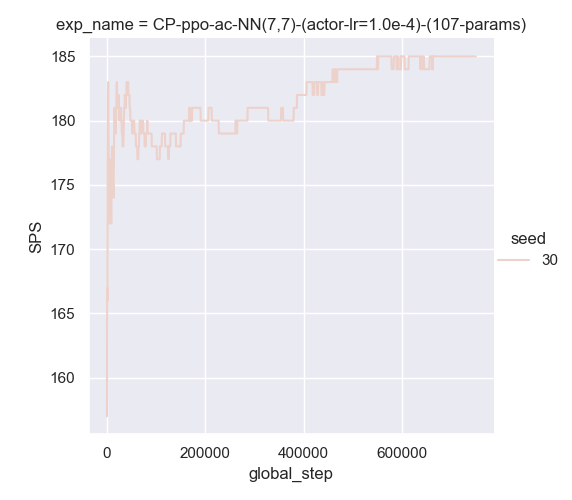 exp_name = CP-ppo-ac-NN(7,7)-(actor-lr=1.0e-4)-(107-params)
185
180
175
170
165
160
SPS
0
200000
400000
600000
global_step
seed
30